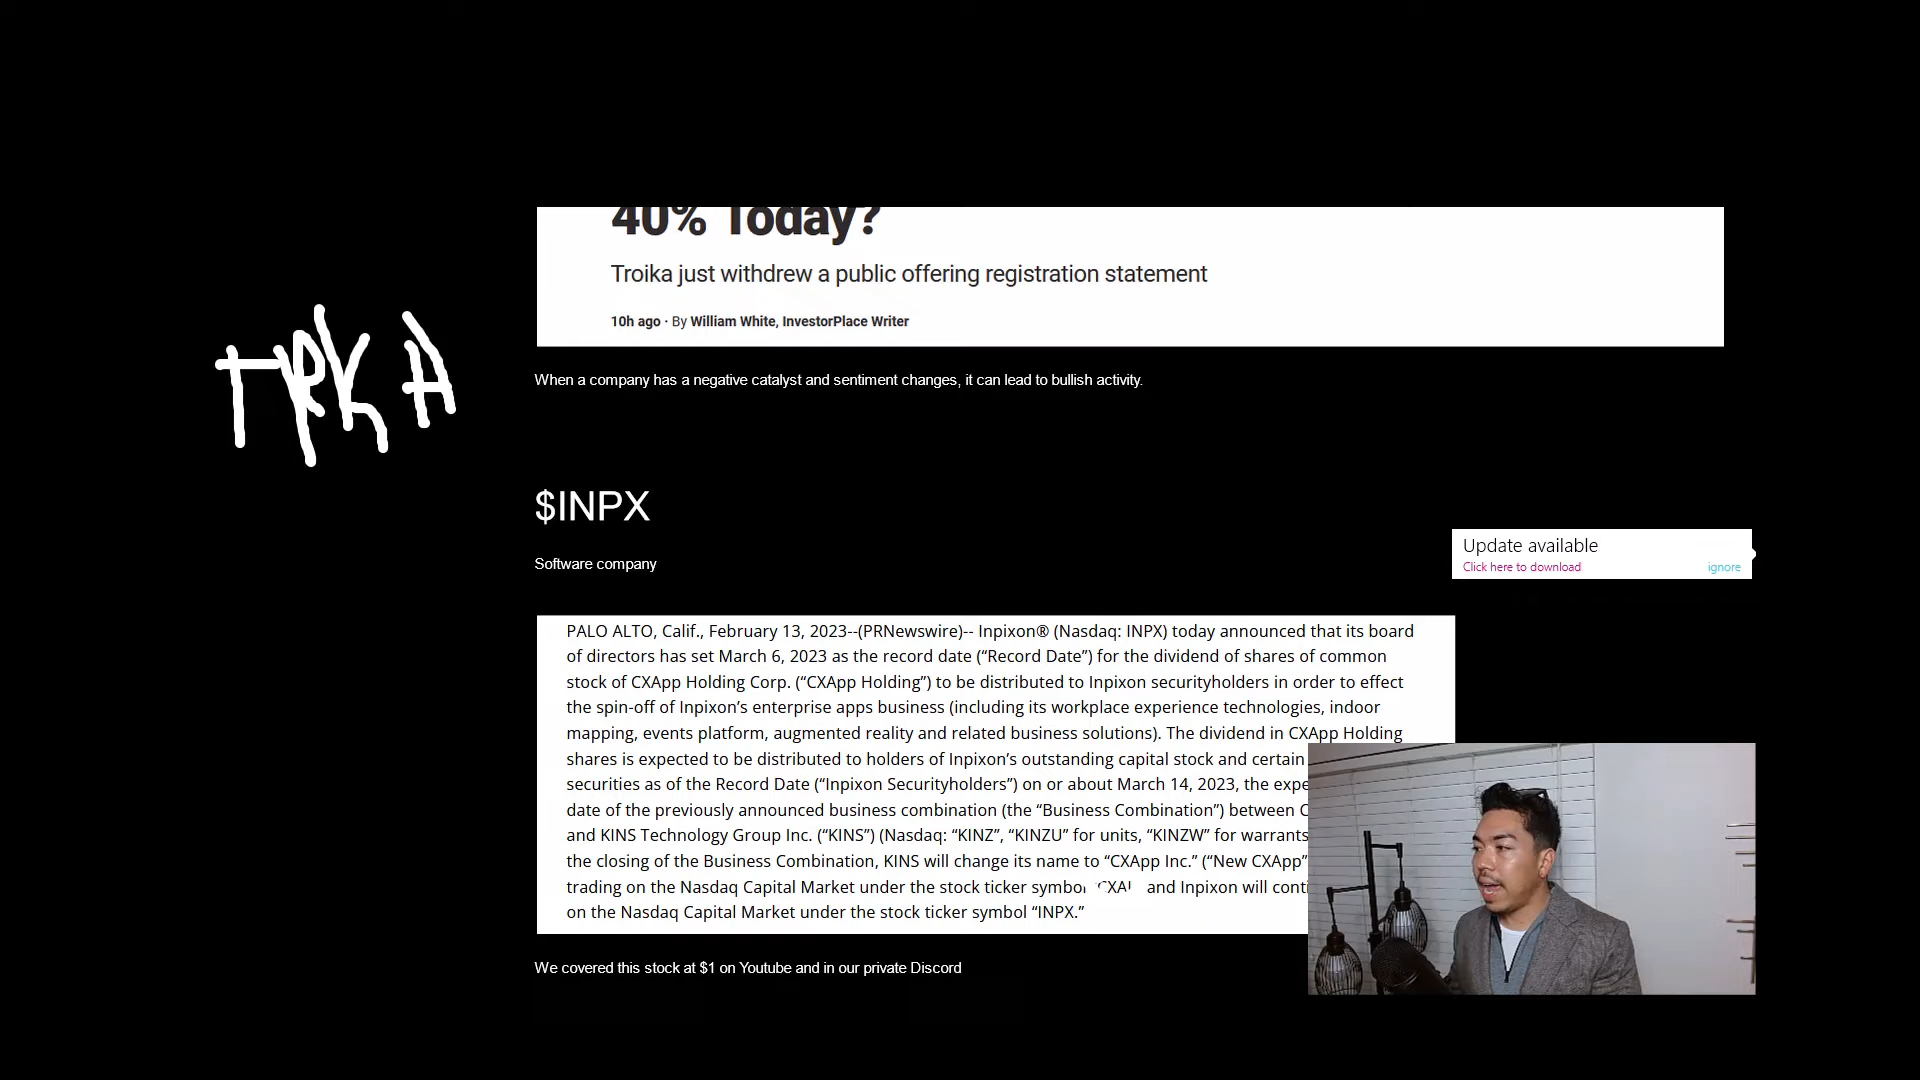 40% Today?
Troika just withdrew a public offering registration statement
10h ago · By William White, InvestorPlace Writer
TRKA
When a company has a negative catalyst and sentiment changes, it can lead to bullish activity.
$INPX
Software company
Update available
Click here to download
ignore
PALO ALTO, Calif., February 13, 2023--(PRNewswire)-- Inpixon® (Nasdaq: INPX) today announced that its board
of directors has set March 6, 2023 as the record date (“Record Date”) for the dividend of shares of common
stock of CXApp Holding Corp. (“CXApp Holding”) to be distributed to Inpixon securityholders in order to effect
the spin-off of Inpixon’s enterprise apps business (including its workplace experience technologies, indoor
mapping, events platform, augmented reality and related business solutions). The dividend in CXApp Holding
shares is expected to be distributed to holders of Inpixon’s outstanding capital stock and certain
securities as of the Record Date (“Inpixon Securityholders”) on or about March 14, 2023, the
date of the previously announced business combination (the “Business Combination”) between
and KINS Technology Group Inc. (“KINS”) (Nasdaq: “KINZ”, “KINZU” for units, “KINZW” for warrants
the closing of the Business Combination, KINS will change its name to “CXApp Inc.” (“New CXApp”
trading on the Nasdaq Capital Market under the stock ticker symbol and Inpixon will
on the Nasdaq Capital Market under the stock ticker symbol “INPX.”
We covered this stock at $1 on Youtube and in our private Discord